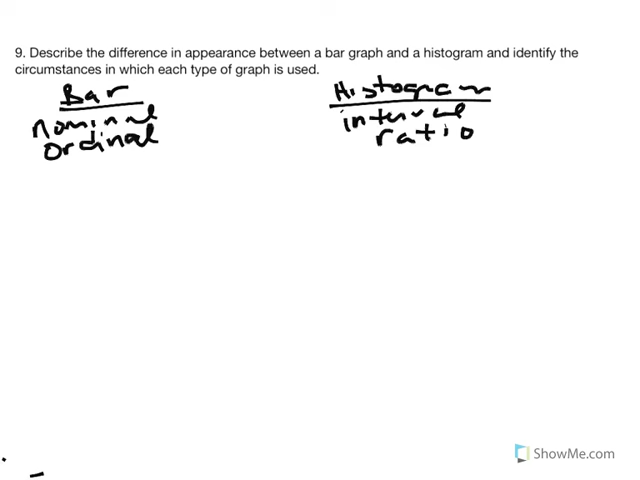 9. Describe the difference in appearance between a bar graph and a histogram and identify the
circumstances in which each type of graph is used.
Bar
nominal
ordinal
Histogram
interval
ratio
ShowMe.com